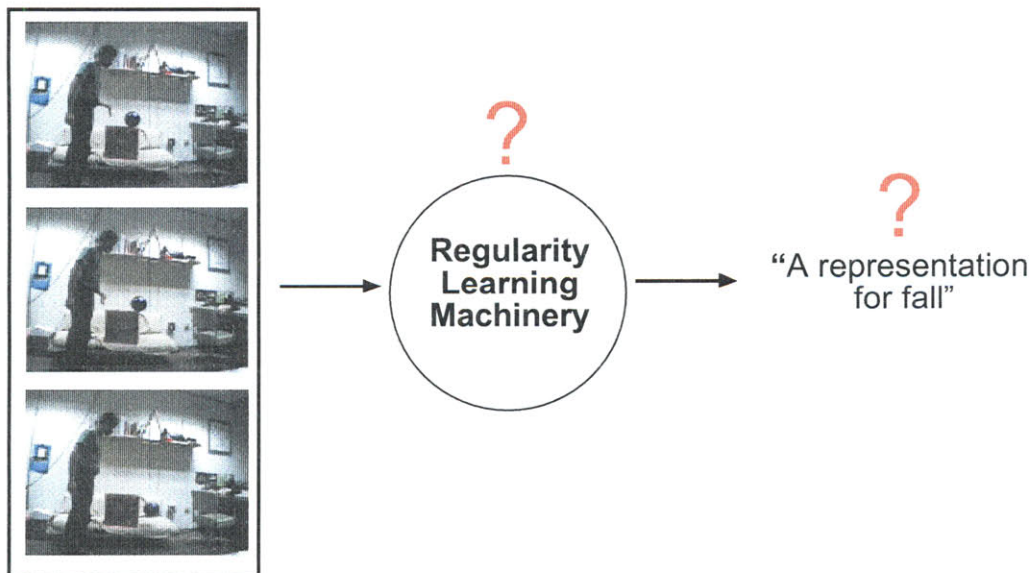 ?
Regularity
Learning
Machinery
?
“A representation
for fall”